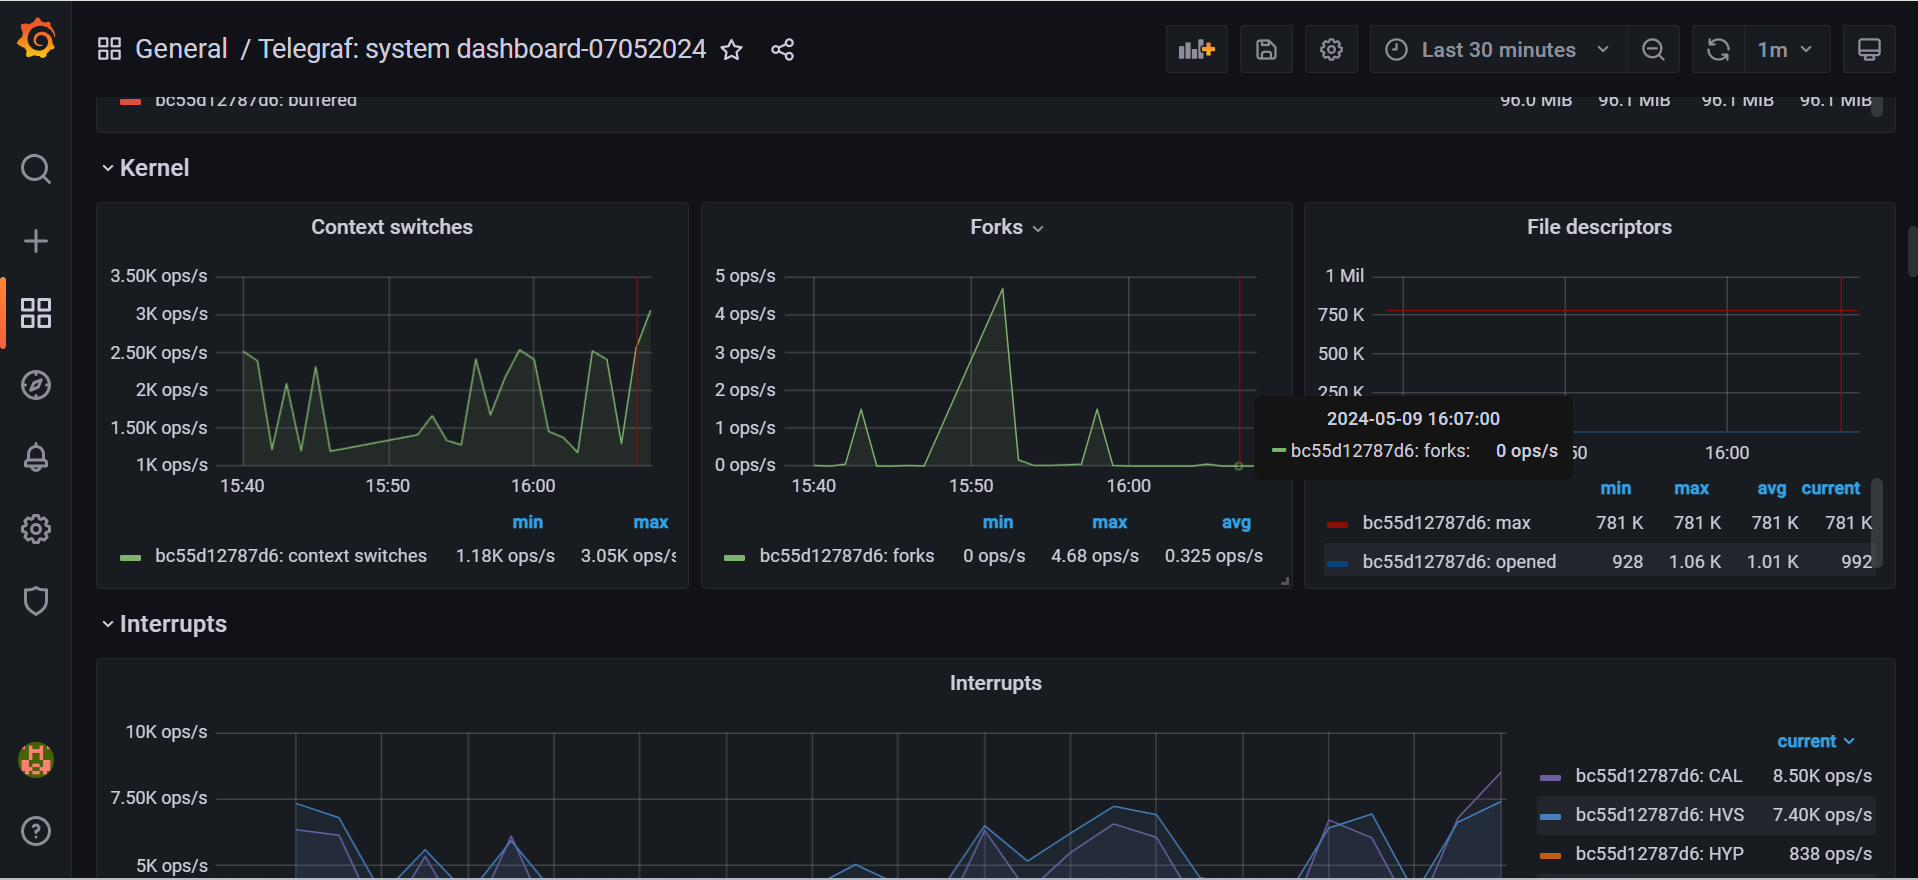 General / Telegraf: system dashboard-07052024
Last 30 minutes
1m
bc55d12787d6: buffered 96.0 MiB 96.1 MiB 96.1 MiB 96.1 MiB
Kernel
Context switches
3.50K ops/s
3K ops/s
2.50K ops/s
2K ops/s
1.50K ops/s
1K ops/s
15:40 15:50 16:00
min max
bc55d12787d6: context switches 1.18K ops/s 3.05K ops/s
Forks
5 ops/s
4 ops/s
3 ops/s
2 ops/s
1 ops/s
0 ops/s
15:40 15:50 16:00
min max avg
bc55d12787d6: forks 0 ops/s 4.68 ops/s 0.325 ops/s
File descriptors
1 Mil
750 K
500 K
250 K
2024-05-09 16:07:00
bc55d12787d6: forks: 0 ops/s
50 16:00
min max avg current
bc55d12787d6: max 781 K 781 K 781 K 781 K
bc55d12787d6: opened 928 1.06 K 1.01 K 992
Interrupts
Interrupts
10K ops/s
7.50K ops/s
5K ops/s
current
bc55d12787d6: CAL 8.50K ops/s
bc55d12787d6: HVS 7.40K ops/s
bc55d12787d6: HYP 838 ops/s